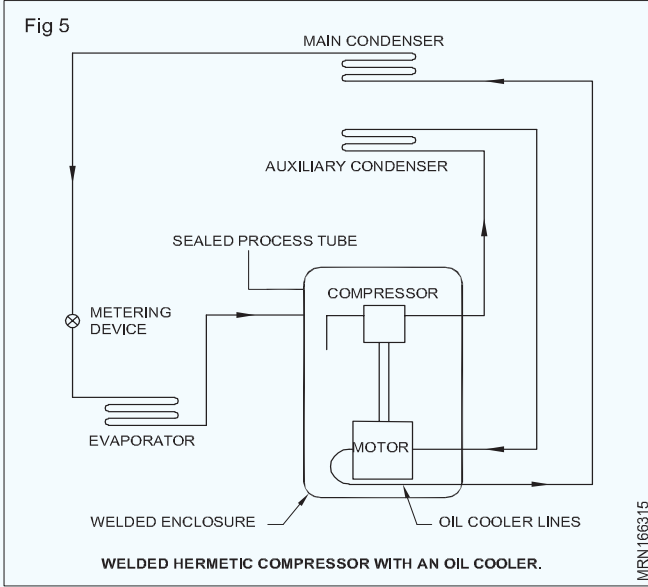 Fig 5
MAIN CONDENSER
AUXILIARY CONDENSER
SEALED PROCESS TUBE
COMPRESSOR
METERING
DEVICE
EVAPORATOR
MOTOR
WELDED ENCLOSURE
OIL COOLER LINES
WELDED HERMETIC COMPRESSOR WITH AN OIL COOLER.
MRN166315